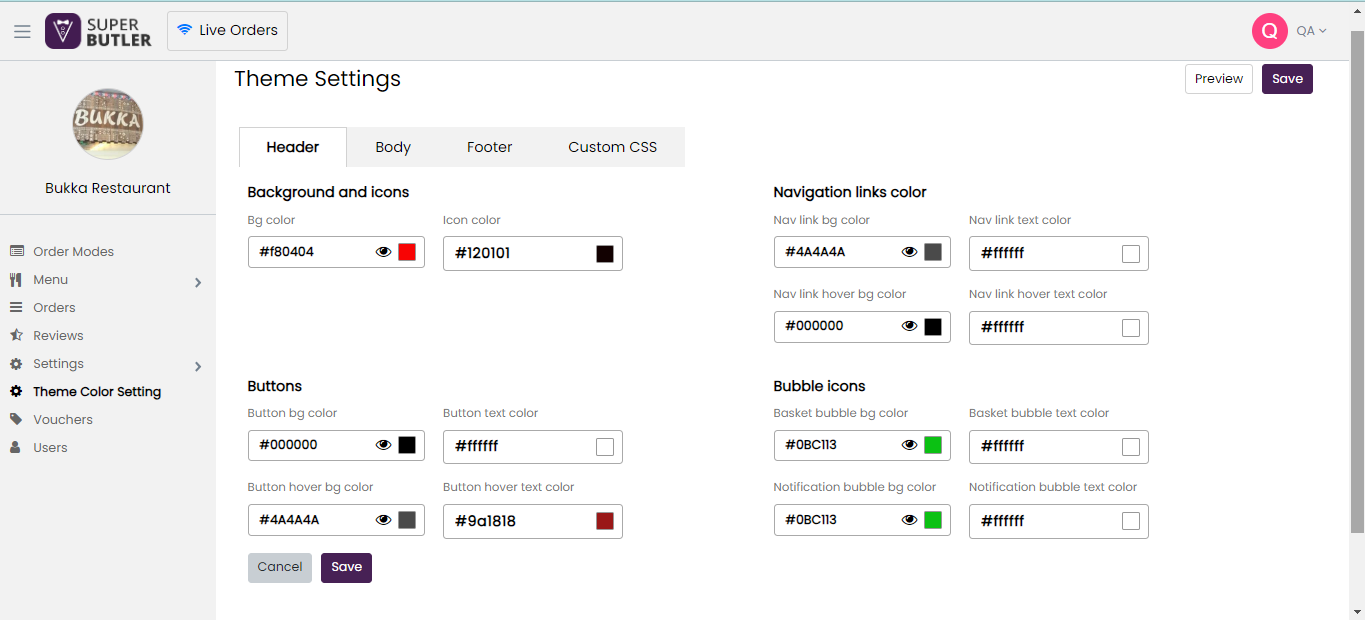 SUPER
BUTLER
Live Orders
Q
QA
BUKKA
Bukka Restaurant
Order Modes
Menu
Orders
Reviews
Settings
Theme Color Setting
Vouchers
Users
Theme Settings
Preview
Save
Header
Body
Footer
Custom CSS
Background and icons
Bg color
Icon color
#f80404
#120101
Navigation links color
Nav link bg color
Nav link text color
#4A4A4A
#ffffff
Nav link hover bg color
Nav link hover text color
#000000
#ffffff
Buttons
Button bg color
Button text color
#000000
#ffffff
Button hover bg color
Button hover text color
#4A4A4A
#9a1818
Bubble icons
Basket bubble bg color
Basket bubble text color
#0BC113
#ffffff
Notification bubble bg color
Notification bubble text color
#0BC113
#ffffff
Cancel
Save